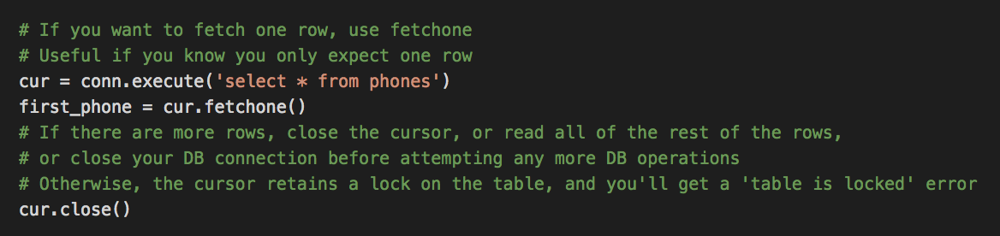 # If you want to fetch one row, use fetchone
# Useful if you know you only expect one row
cur = conn.execute('select * from phones')
first_phone = cur.fetchone()
# If there are more rows, close the cursor, or read all of the rest of the rows,
# or close your DB connection before attempting any more DB operations
# Otherwise, the cursor retains a lock on the table, and you'll get a 'table is locked' error
cur.close()